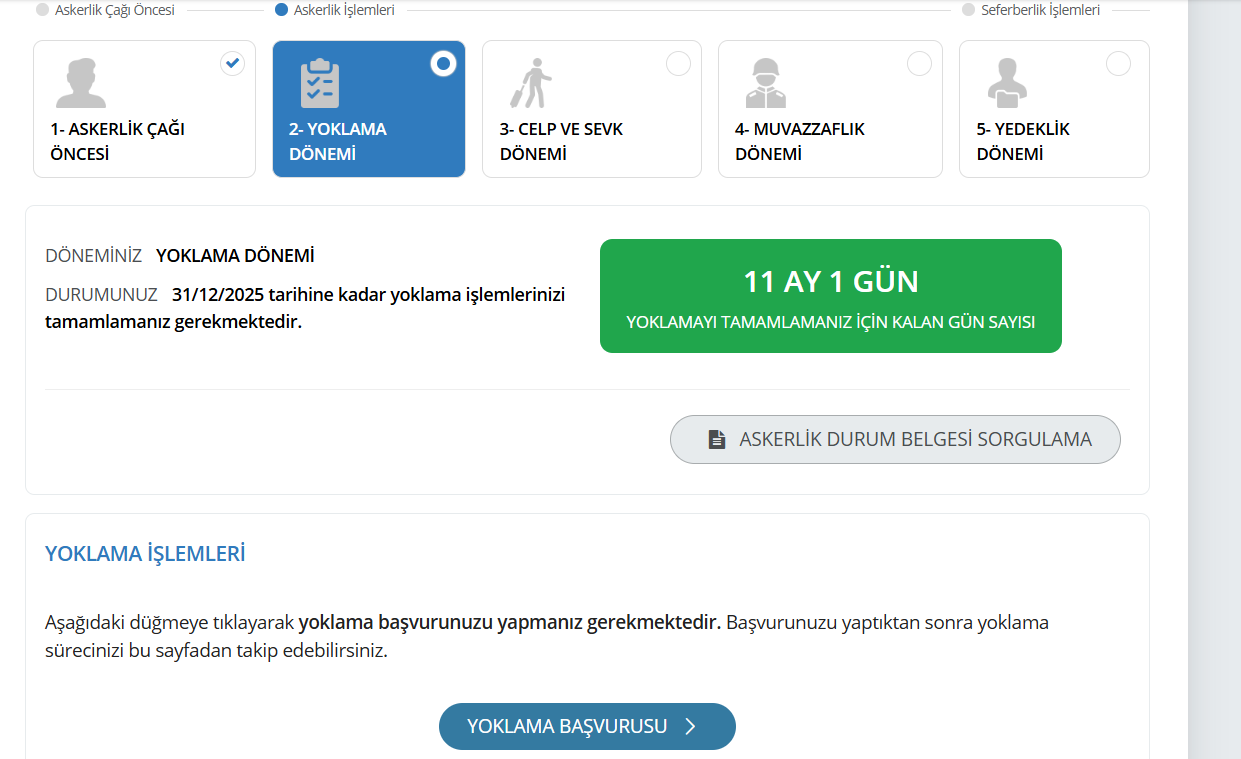 Askerlik Çağı Öncesi
Askerlik İşlemleri
Seferberlik İşlemleri
1- ASKERLİK ÇAĞI
ÖNCESİ
2- YOKLAMA
DÖNEMİ
3- CELP VE SEVK
DÖNEMİ
4- MUVAZZAFLIK
DÖNEMİ
5- YEDEKLİK
DÖNEMİ
DÖNEMİNİZ YOKLAMA DÖNEMİ
DURUMUNUZ 31/12/2025 tarihine kadar yoklama işlemlerinizi
tamamlamanız gerekmektedir.
11 AY 1 GÜN
YOKLAMAYI TAMAMLAMANIZ İÇİN KALAN GÜN SAYISI
ASKERLİK DURUM BELGESİ SORGULAMA
YOKLAMA İŞLEMLERİ
Aşağıdaki düğmeye tıklayarak yoklama başvurunuzu yapmanız gerekmektedir. Başvurunuzu yaptıktan sonra yoklama
sürecinizi bu sayfadan takip edebilirsiniz.
YOKLAMA BAŞVURUSU